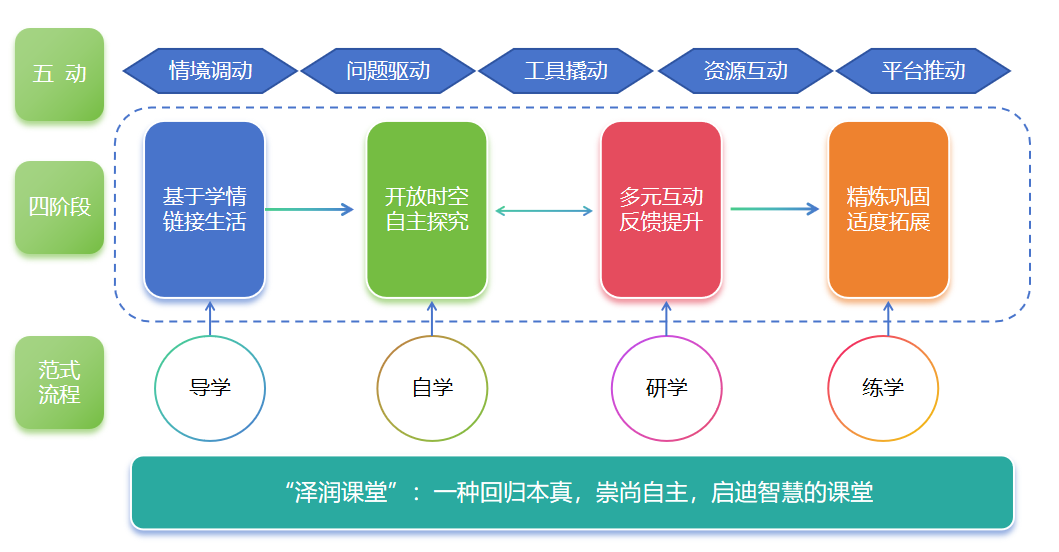 五 动
情境调动
问题驱动
工具撬动
资源互动
平台推动
四阶段
基于学情
链接生活
开放时空
自主探究
多元互动
反馈提升
精炼巩固
适度拓展
范式
流程
导学
自学
研学
练学
“泽润课堂”：一种回归本真，崇尚自主，启迪智慧的课堂